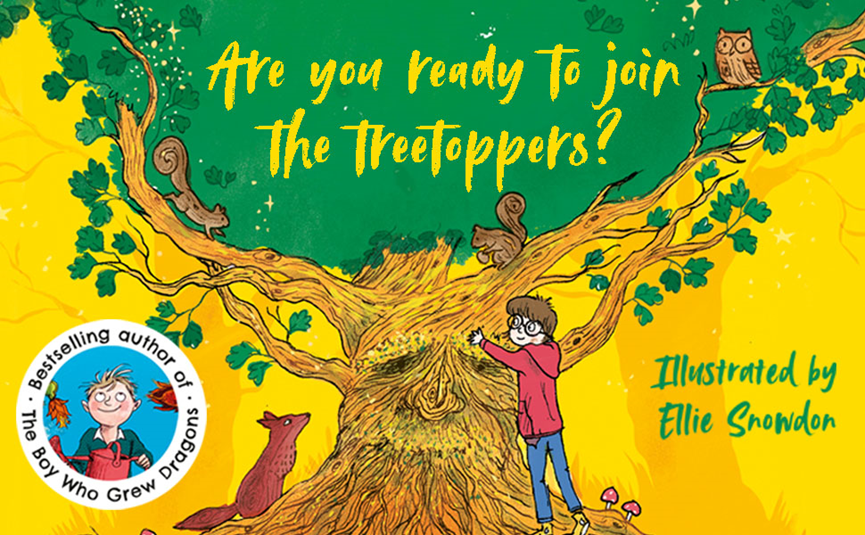 Are you ready to join
the treetoppers?
Bestselling author of
The Boy Who Grew Dragons
Illustrated by
Ellie Snowdon